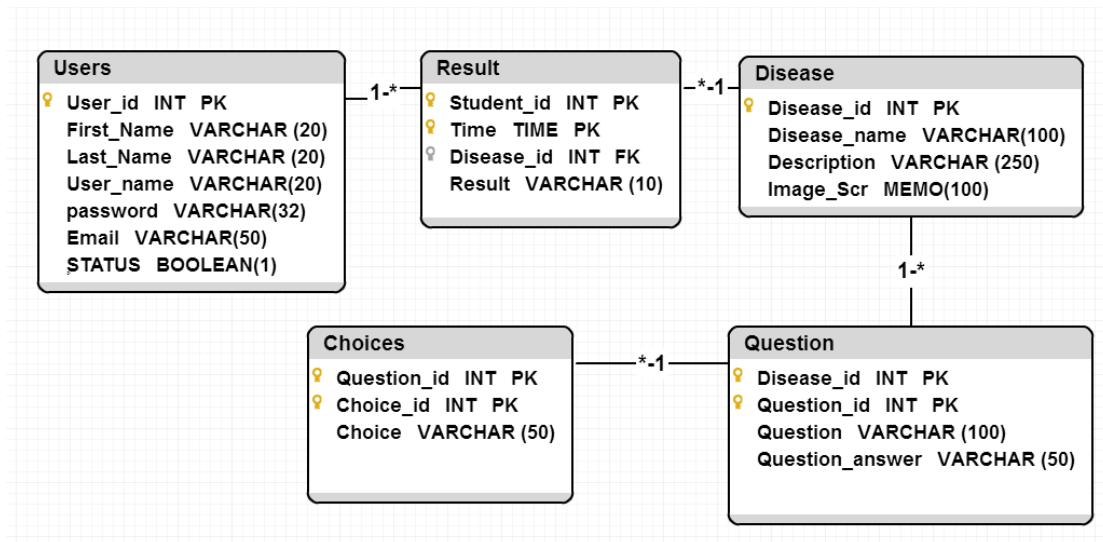 Users
User_id INT PK
First_Name VARCHAR (20)
Last_Name VARCHAR (20)
User_name VARCHAR(20)
password VARCHAR(32)
Email VARCHAR(50)
STATUS BOOLEAN(1)
1-*
Result
Student_id INT PK
Time TIME PK
Disease_id INT FK
Result VARCHAR (10)
*-1
Disease
Disease_id INT PK
Disease_name VARCHAR(100)
Description VARCHAR (250)
Image_Scr MEMO(100)
1-*
Choices
Question_id INT PK
Choice_id INT PK
Choice VARCHAR (50)
*-1
Question
Disease_id INT PK
Question_id INT PK
Question VARCHAR (100)
Question_answer VARCHAR (50)